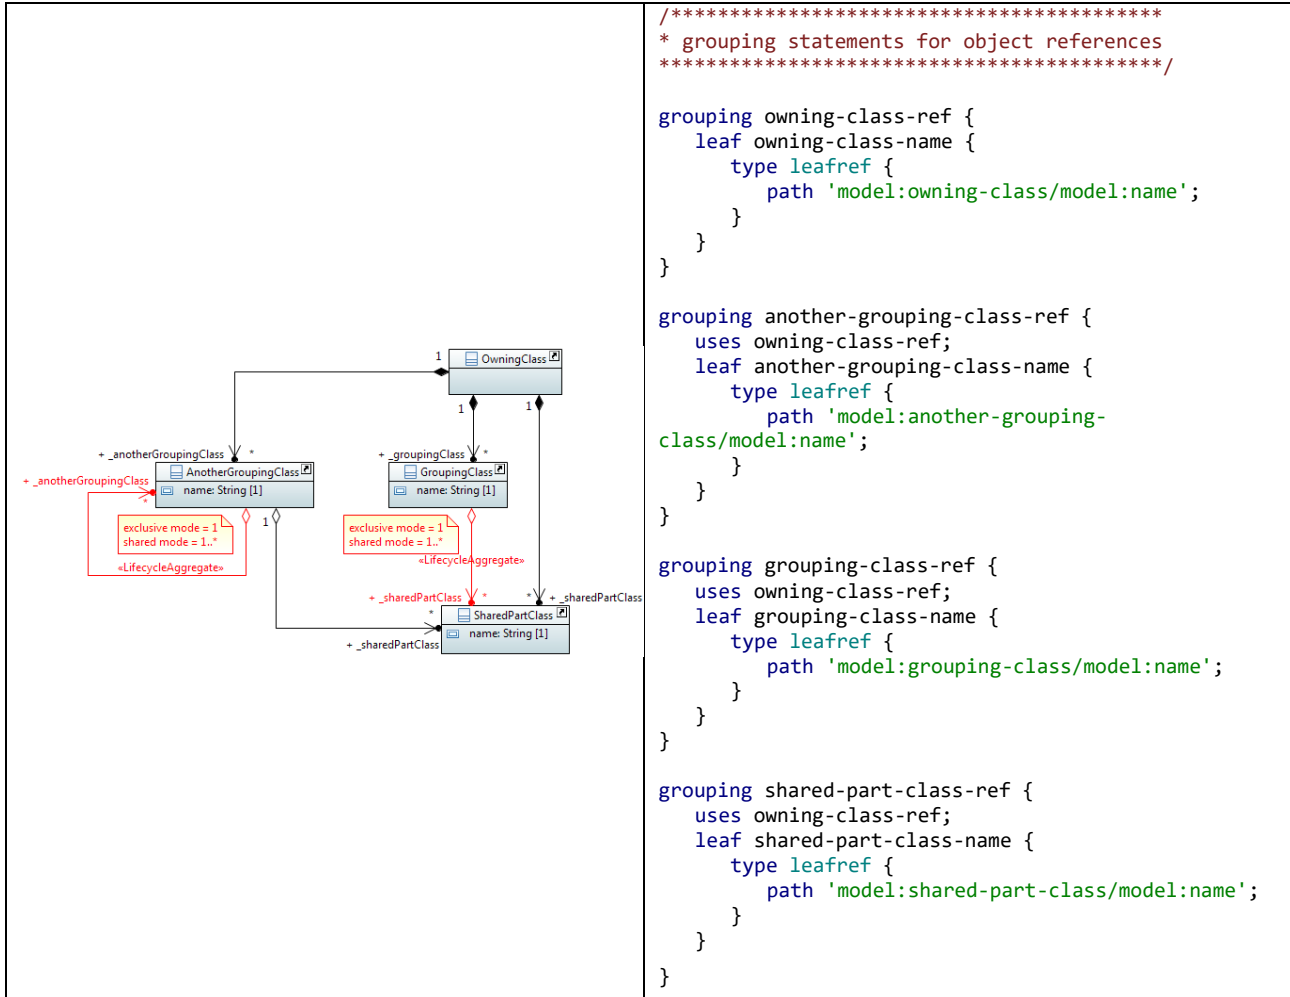 1
OwningClass
1
1
+ _anotherGroupingClass
*
+ _groupingClass
*
AnotherGroupingClass
name: String [1]
GroupingClass
name: String [1]
+ _anotherGroupingClass
*
1
exclusive mode = 1
shared mode = 1..*
exclusive mode = 1
shared mode = 1..*
«LifecycleAggregate»
«LifecycleAggregate»
+ _sharedPartClass
*
*
+ _sharedPartClass
*
SharedPartClass
name: String [1]
+ _sharedPartClass
/******************************************
* grouping statements for object references
*******************************************/
grouping owning-class-ref {
leaf owning-class-name {
type leafref {
path 'model:owning-class/model:name';
}
}
}
grouping another-grouping-class-ref {
uses owning-class-ref;
leaf another-grouping-class-name {
type leafref {
path 'model:another-grouping-
class/model:name';
}
}
}
grouping grouping-class-ref {
uses owning-class-ref;
leaf grouping-class-name {
type leafref {
path 'model:grouping-class/model:name';
}
}
}
grouping shared-part-class-ref {
uses owning-class-ref;
leaf shared-part-class-name {
type leafref {
path 'model:shared-part-class/model:name';
}
}
}